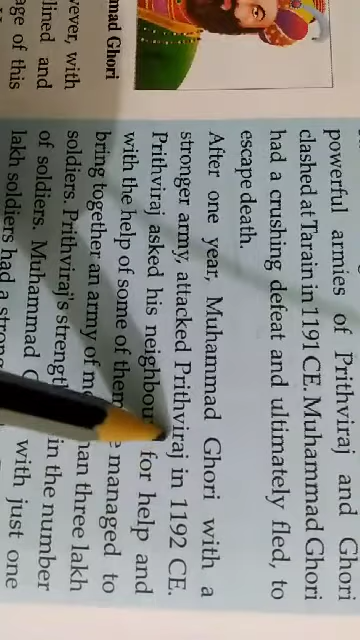 powerful armies of Prithviraj and Ghori
clashed at Tarain in 1191 CE. Muhammad Ghori
had a crushing defeat and ultimately fled, to
escape death.
After one year, Muhammad Ghori with a
stronger army, attacked Prithviraj in 1192 CE.
Prithviraj asked his neighbou for help and
with the help of some of them managed to
bring together an army of han three lakh
soldiers. Prithviraj's strength in the number
of soldiers. Muhammad with just one
lakh soldiers had a strong
mad Ghori
wever, with
lined and
age of this